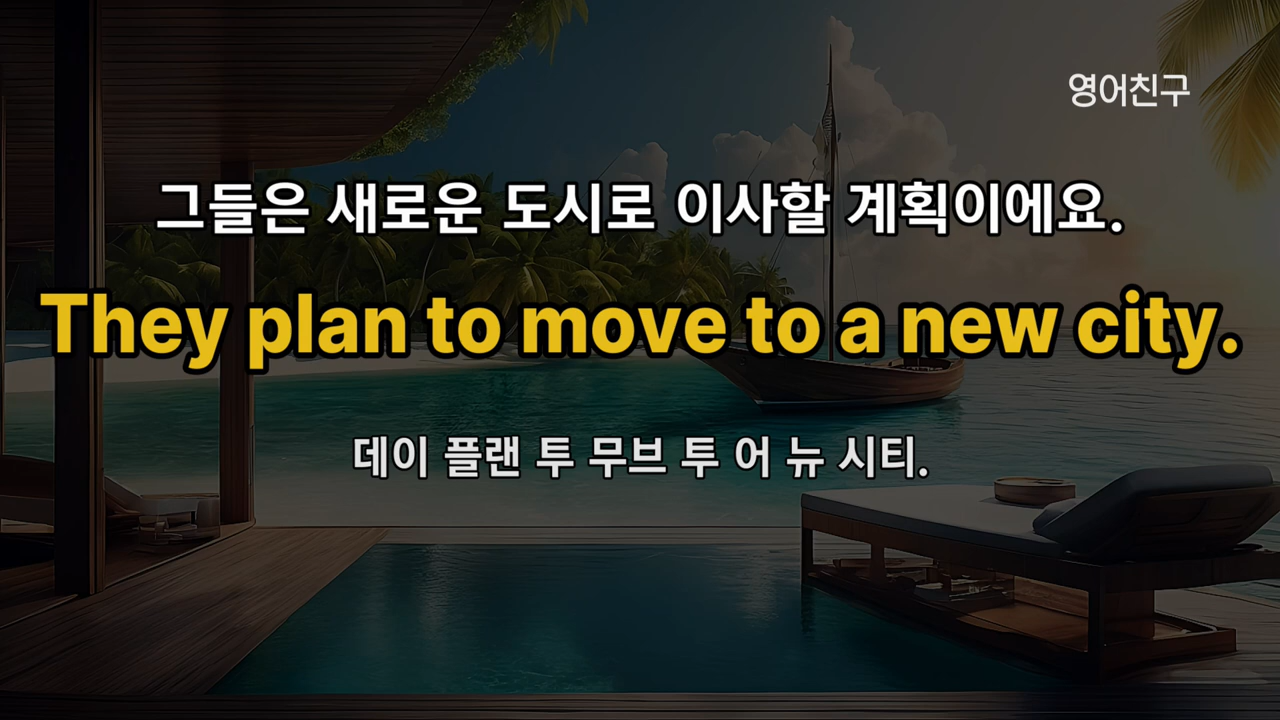 영어친구
그들은 새로운 도시로 이사할 계획이에요.
They plan to move to a new city.
데이 플랜 투 무브 투 어 뉴 시티.